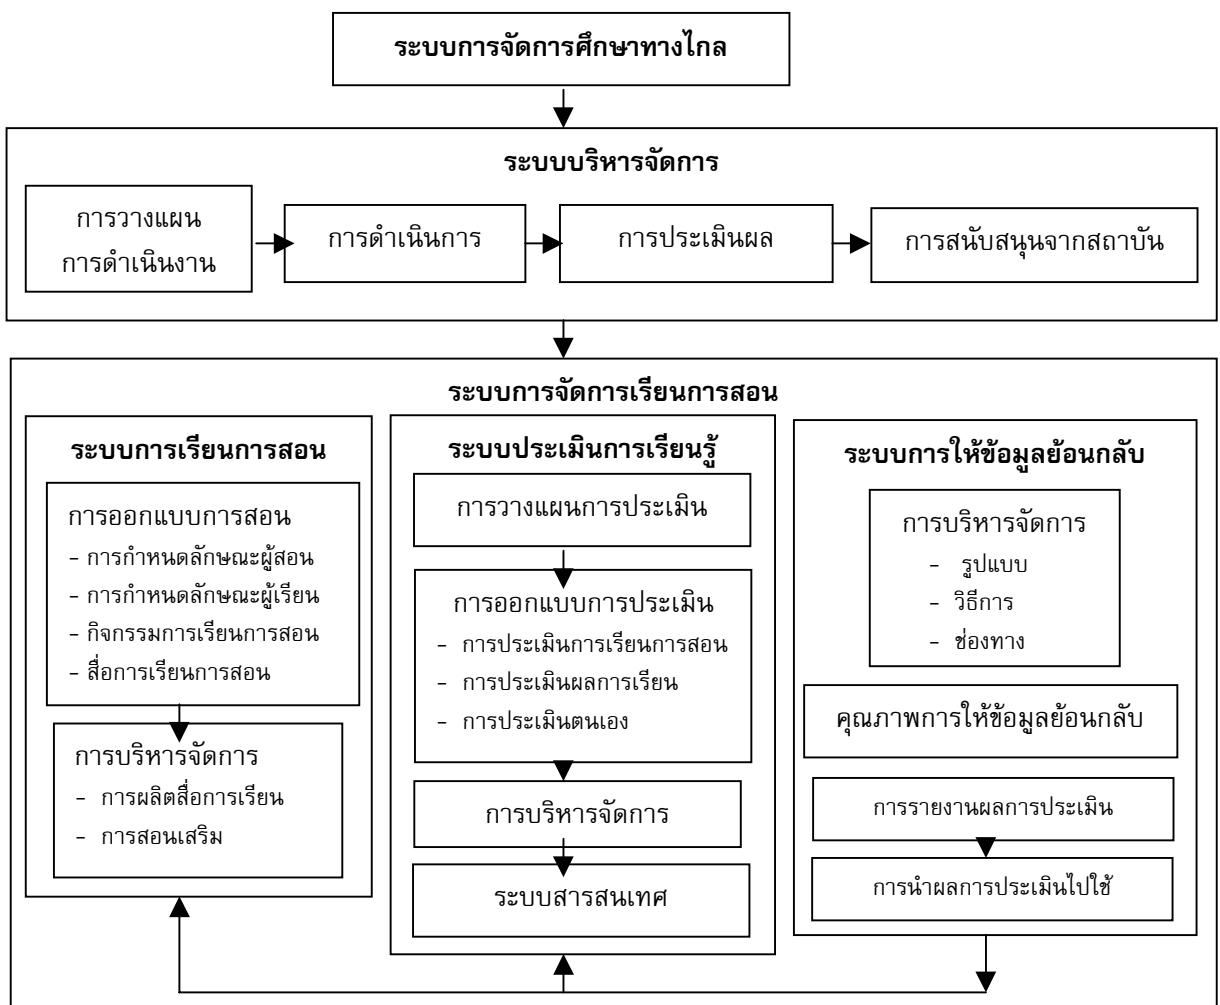 ระบบการจัดการศึกษาทางไกล
ระบบบริหารจัดการ
การวางแผน
การดำเนินงาน
การดำเนินการ
การประเมินผล
การสนับสนุนจากสถาบัน
ระบบการจัดการเรียนการสอน
ระบบการเรียนการสอน
การออกแบบการสอน
- การกำหนดลักษณะผู้สอน
- การกำหนดลักษณะผู้เรียน
- กิจกรรมการเรียนการสอน
- สื่อการเรียนการสอน
การบริหารจัดการ
- การผลิตสื่อการเรียน
- การสอนเสริม
ระบบประเมินการเรียนรู้
การวางแผนการประเมิน
การออกแบบการประเมิน
- การประเมินการเรียนการสอน
- การประเมินผลการเรียน
- การประเมินตนเอง
การบริหารจัดการ
ระบบสารสนเทศ
ระบบการให้ข้อมูลย้อนกลับ
การบริหารจัดการ
- รูปแบบ
- วิธีการ
- ช่องทาง
คุณภาพการให้ข้อมูลย้อนกลับ
การรายงานผลการประเมิน
การนำผลการประเมินไปใช้